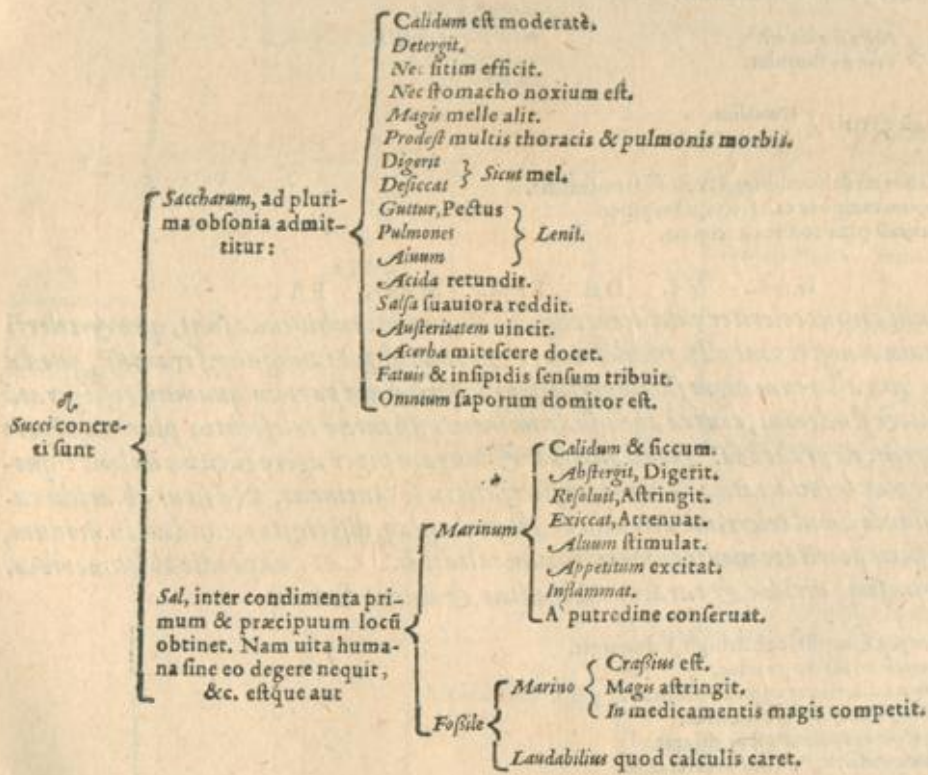 Calidum est moderatè.
Detergit.
Nec sitim efficit.
Nec stomacho noxium est.
Magis melle alit.
Prodest multis thoracis & pulmonis morbis.
Digerit
Desiccat
Sicut mel.
Saccharum, ad pluri-
ma obsonia admit-
titur:
Guttur, Pectus
Pulmones
Aluum
Lenit.
Acida retundit.
Salsa suauiora reddit.
Austeritatem uincit.
Acerba mitescere docet.
Fatuis & insipidis sensum tribuit.
Omnium saporum domitor est.
A
Succi concre-
ti sunt
Sal, inter condimenta pri-
mum & præcipuum locū
obtinet. Nam uita huma-
na sine eo degere nequit,
&c. estque aut
Marinum
Calidum & siccum.
Abstergit, Digerit.
Resoluit, Astringit.
Exiccat, Attenuat.
Aluum stimulat.
Appetitum excitat.
Inflammat.
A' putredine conseruat.
Fossile
Marino
Crassius est.
Magis astringit.
In medicamentis magis competit.
Laudabilius quod calculis caret.